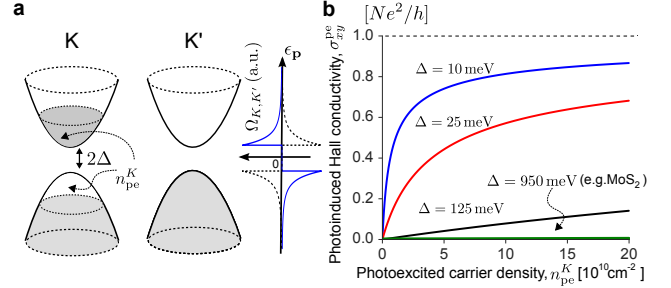 a
K
K'
ϵ_p
Ω_{K,K'} (a.u.)
0
2Δ
n_pe^K
b
[Ne²/h]
Photoinduced Hall conductivity, σ_xy^pe
1.0
0.8
0.6
0.4
0.2
0.0
Δ = 10 meV
Δ = 25 meV
Δ = 950 meV (e.g.MoS₂)
Δ = 125 meV
0
5
10
15
20
Photoexcited carrier density, n_pe^K [10¹⁰cm⁻²]